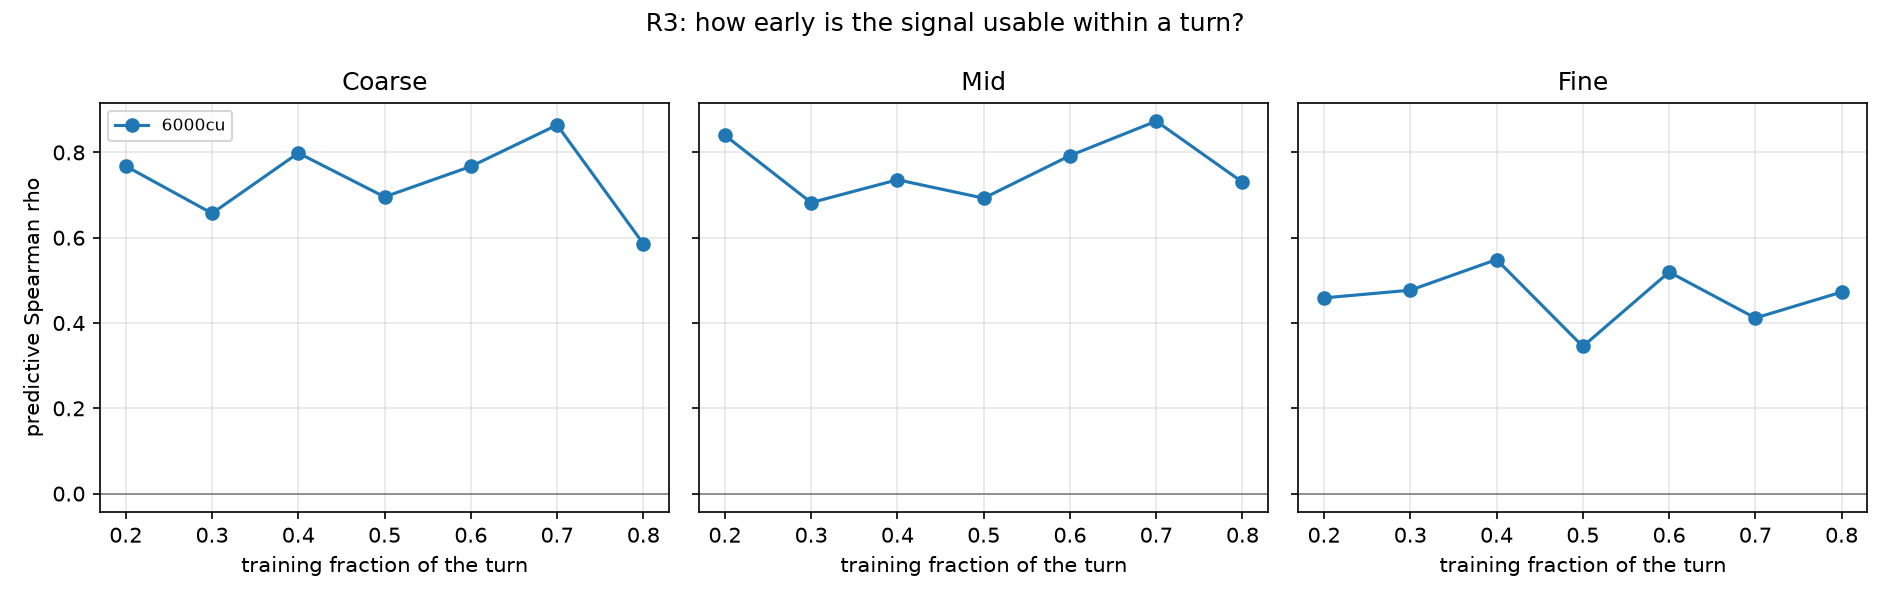 R3: how early is the signal usable within a turn?
Coarse
Mid
Fine
6000cu
predictive Spearman rho
0.8
0.6
0.4
0.2
0.0
0.2 0.3 0.4 0.5 0.6 0.7 0.8
0.2 0.3 0.4 0.5 0.6 0.7 0.8
0.2 0.3 0.4 0.5 0.6 0.7 0.8
training fraction of the turn
training fraction of the turn
training fraction of the turn